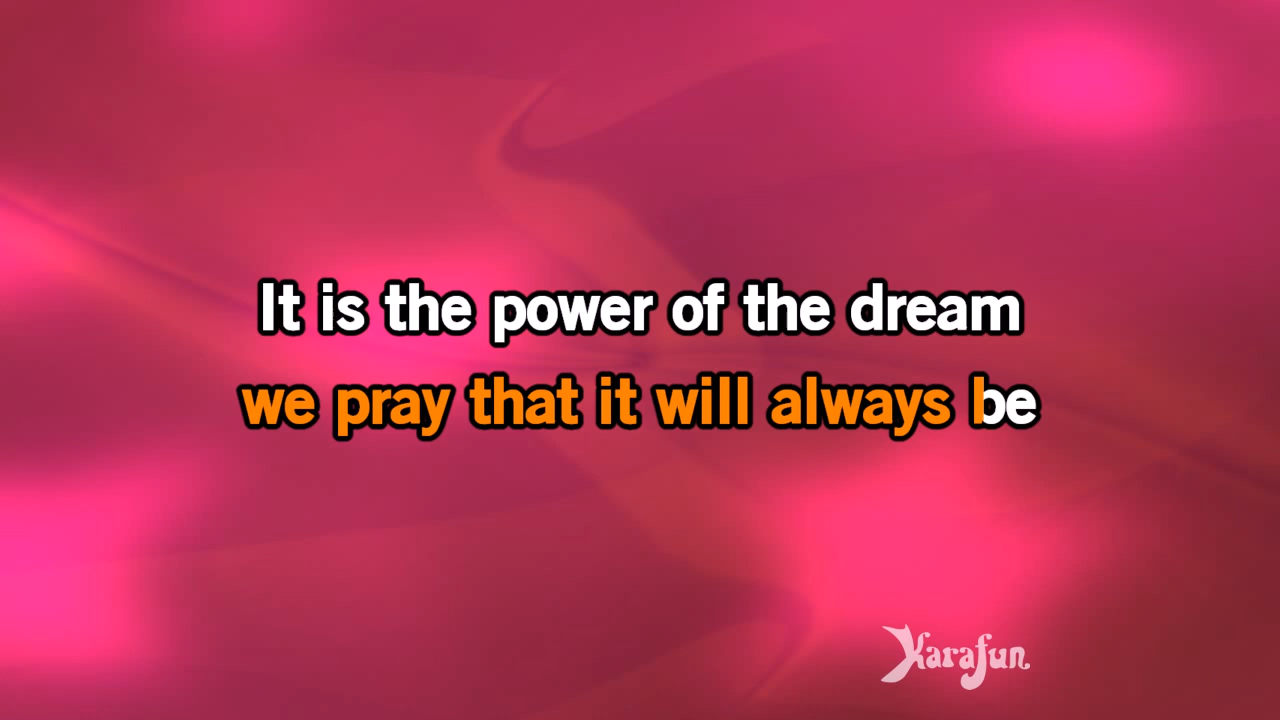 It is the power of the dream
we pray that it will always be
Karafun